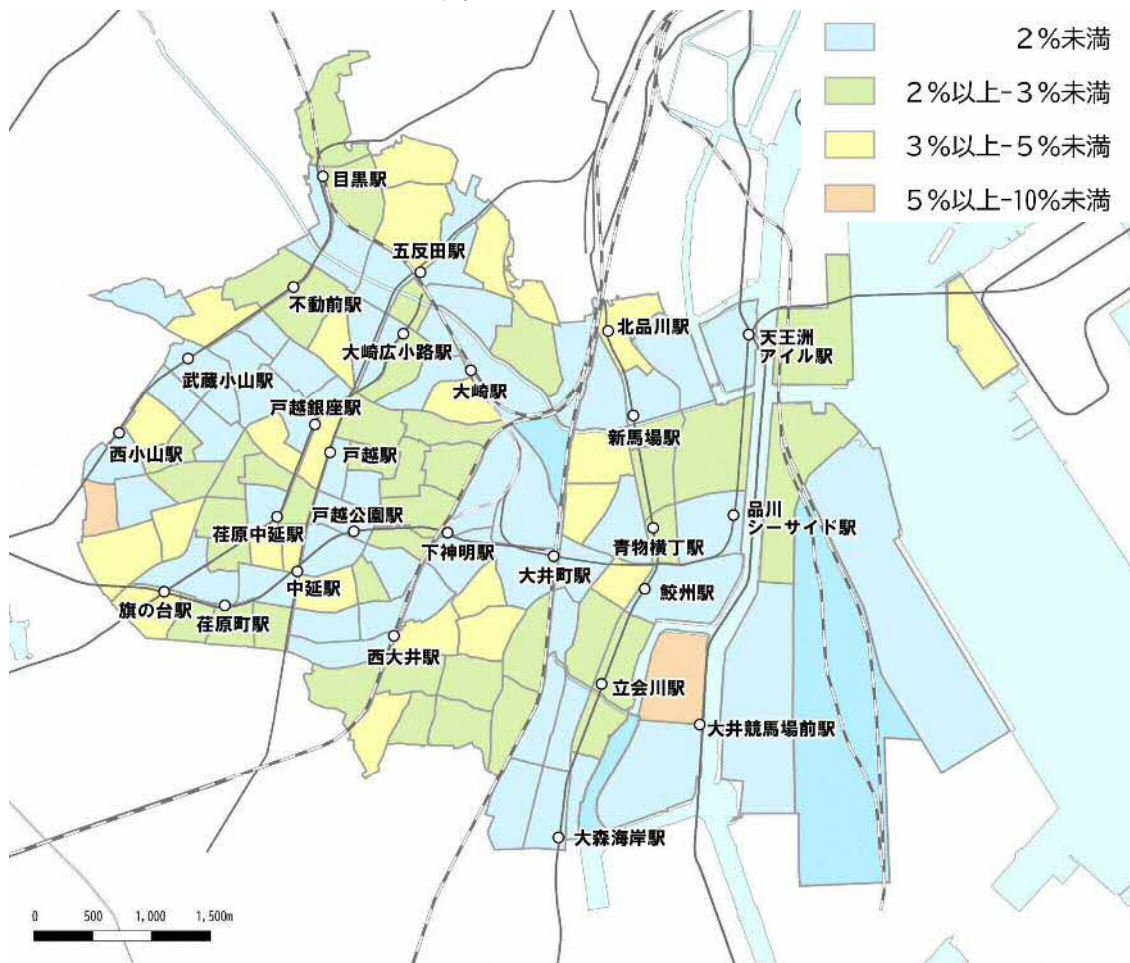 2%未満
2%以上-3%未満
3%以上-5%未満
5%以上-10%未満
目黒駅
五反田駅
不動前駅
大崎広小路駅
北品川駅
天王洲
アイル駅
武蔵小山駅
大崎駅
戸越銀座駅
新馬場駅
西小山駅
戸越駅
品川
シーサイド駅
戸越公園駅
荏原中延駅
下神明駅
青物横丁駅
大井町駅
中延駅
鮫州駅
旗の台駅
荏原町駅
西大井駅
立会川駅
大井競馬場前駅
大森海岸駅
0 500 1,000 1,500m